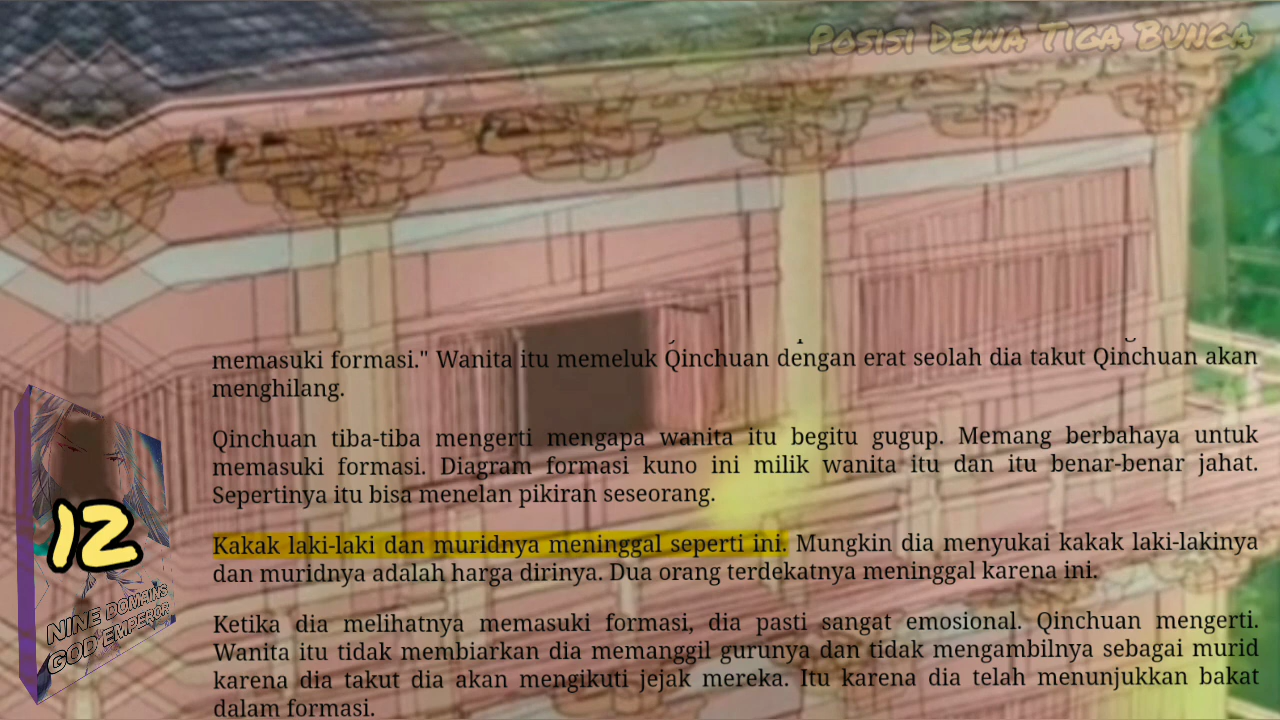 Posisi Dewa Tiga Bunga
memasuki formasi." Wanita itu memeluk Qinchuan dengan erat seolah dia takut Qinchuan akan
menghilang.
Qinchuan tiba-tiba mengerti mengapa wanita itu begitu gugup. Memang berbahaya untuk
memasuki formasi. Diagram formasi kuno ini milik wanita itu dan itu benar-benar jahat.
Sepertinya itu bisa menelan pikiran seseorang.
Kakak laki-laki dan muridnya meninggal seperti ini. Mungkin dia menyukai kakak laki-lakinya
dan muridnya adalah harga dirinya. Dua orang terdekatnya meninggal karena ini.
Ketika dia melihatnya memasuki formasi, dia pasti sangat emosional. Qinchuan mengerti.
Wanita itu tidak membiarkan dia memanggil gurunya dan tidak mengambilnya sebagai murid
karena dia takut dia akan mengikuti jejak mereka. Itu karena dia telah menunjukkan bakat
dalam formasi.
12
NINE DOMAINS
GOD EMPEROR